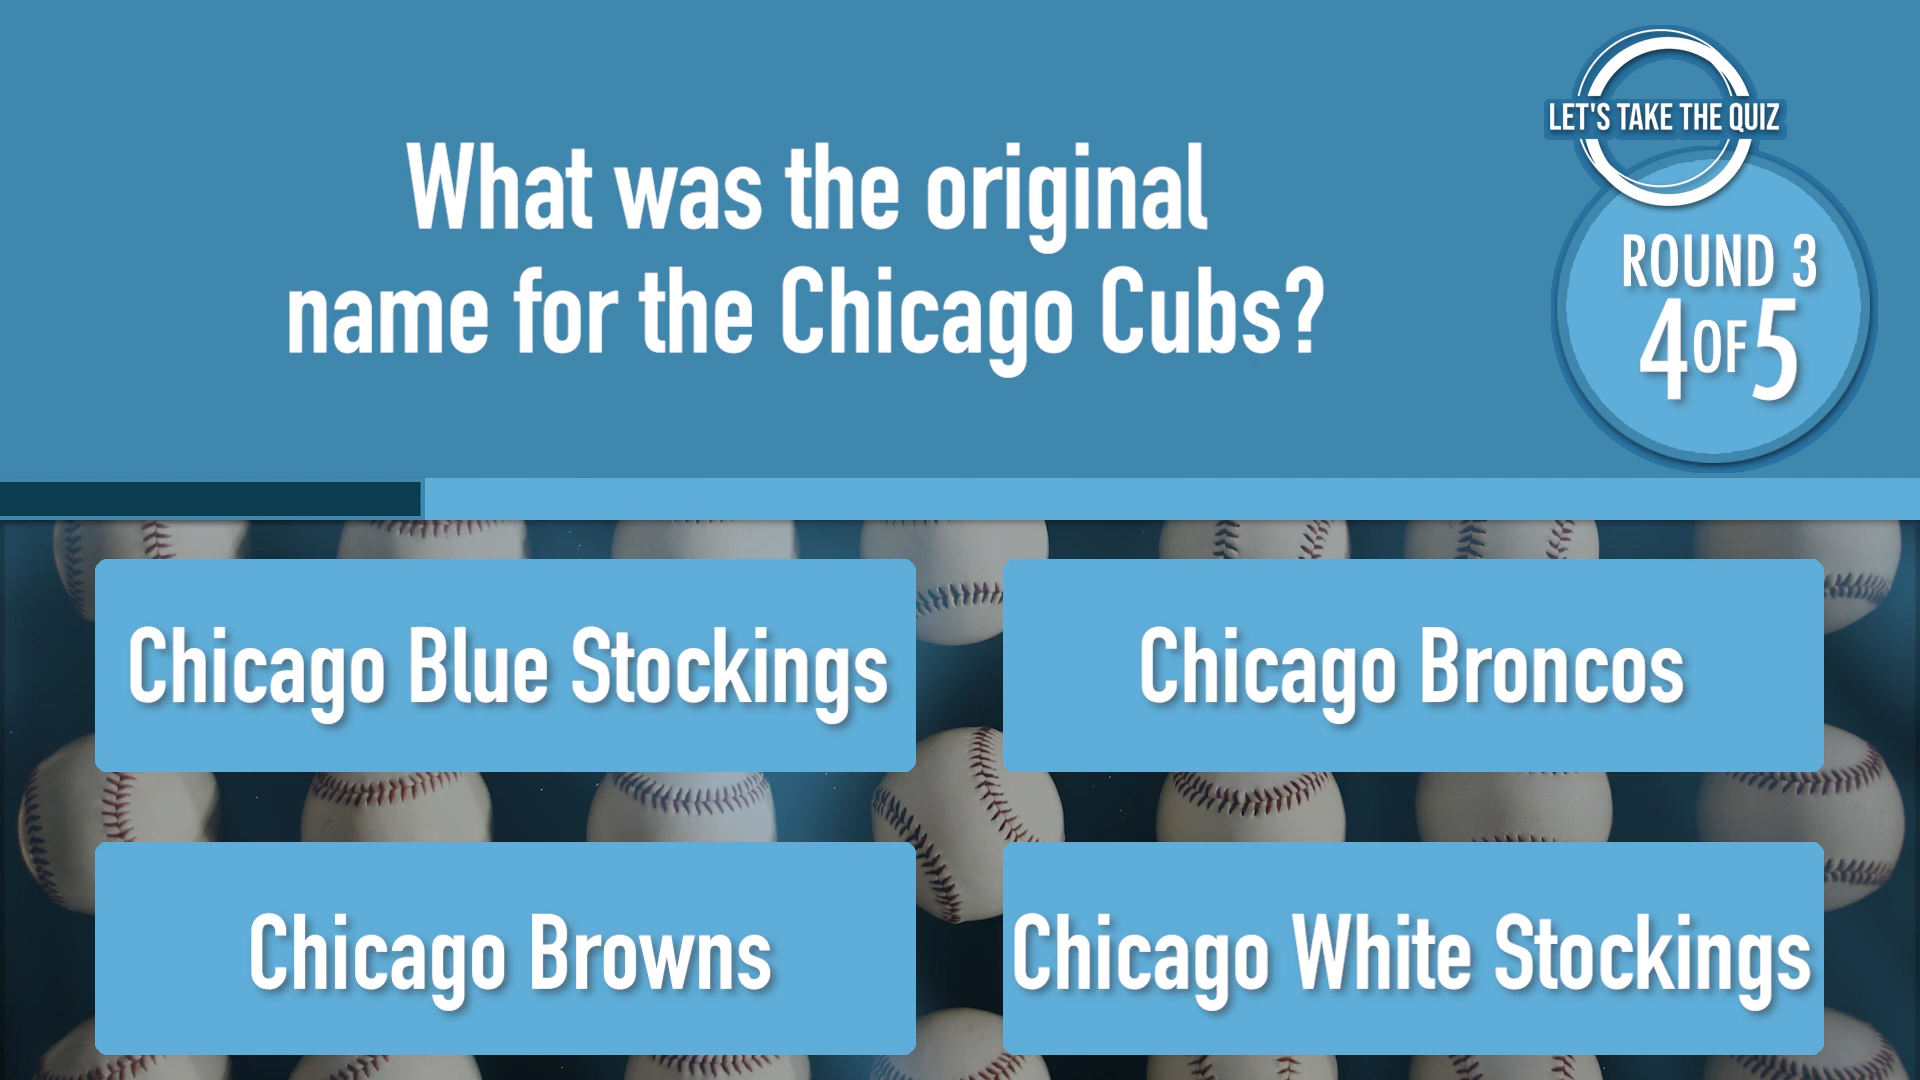 What was the original
name for the Chicago Cubs?
LET'S TAKE THE QUIZ
ROUND 3
4 OF 5
Chicago Blue Stockings
Chicago Broncos
Chicago Browns
Chicago White Stockings